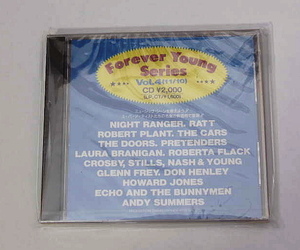 Forever Young
Series
CD ¥2,000
NIGHT RANGER. RATT
ROBERT PLANT. THE CARS
THE DOORS. PRETENDERS
LAURA BRANIGAN. ROBERTA FLACK
CROSBY, STILLS, NASH & YOUNG
GLENN FREY. DON HENLEY
HOWARD JONES
ECHO AND THE BUNNYMEN
ANDY SUMMERS